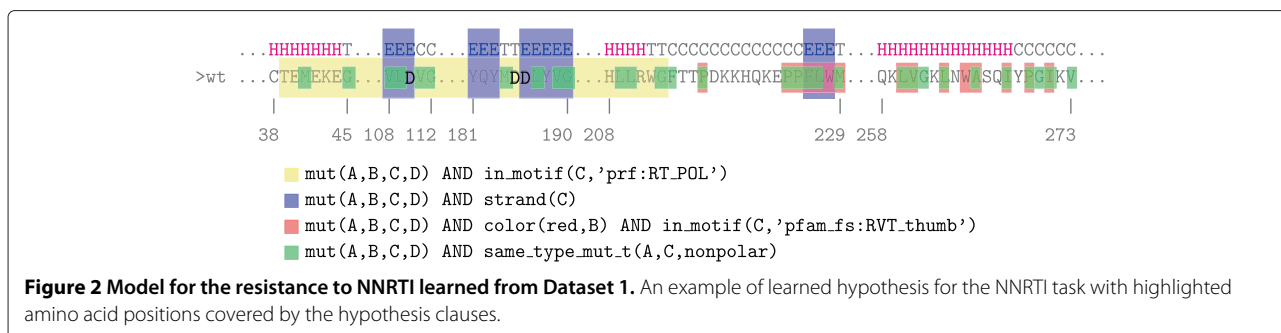 ...HHHHHHHT...EEECC...EEETTEEEEE...HHHHTTCCCCCCCCCCCCCEEET...HHHHHHHHHHHHHCCCCCC...
>wt ...CTEMEKEG...VLDVG...YQYMDDLYVG...HLLRWGFTTPDKKHQKEPPFLWM...QKLVGKLNWASQIYPGIKV...
38 45 108 112 181 190 208 229 258 273
mut(A,B,C,D) AND in_motif(C,'prf:RT_POL')
mut(A,B,C,D) AND strand(C)
mut(A,B,C,D) AND color(red,B) AND in_motif(C,'pfam_fs:RVT_thumb')
mut(A,B,C,D) AND same_type_mut_t(A,C,nonpolar)
Figure 2 Model for the resistance to NNRTI learned from Dataset 1. An example of learned hypothesis for the NNRTI task with highlighted
amino acid positions covered by the hypothesis clauses.